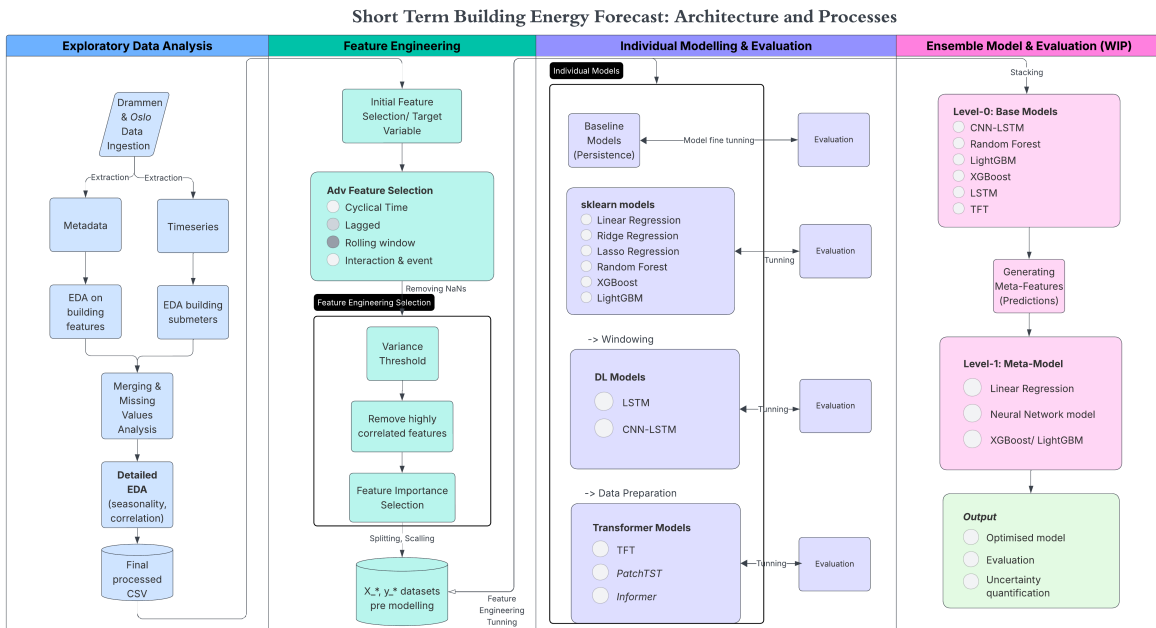 Short Term Building Energy Forecast: Architecture and Processes
Exploratory Data Analysis
Feature Engineering
Individual Modelling & Evaluation
Ensemble Model & Evaluation (WIP)
Drammen
& Oslo
Data
Ingestion
Extraction
Extraction
Metadata
Timeseries
EDA on
building
features
EDA building
submeters
Merging &
Missing
Values
Analysis
Detailed
EDA
(seasonality,
correlation)
Final
processed
CSV
Initial Feature
Selection/ Target
Variable
Adv Feature Selection
Cyclical Time
Lagged
Rolling window
Interaction & event
Removing NaNs
Feature Engineering Selection
Variance
Threshold
Remove highly
correlated features
Feature Importance
Selection
Splitting, Scalling
X_*, y_* datasets
pre modelling
Feature
Engineering
Tunning
Individual Models
Baseline
Models
(Persistence)
Model fine tunning
Evaluation
sklearn models
Linear Regression
Ridge Regression
Lasso Regression
Random Forest
XGBoost
LightGBM
Tunning
Evaluation
-> Windowing
DL Models
LSTM
CNN-LSTM
Tunning
Evaluation
-> Data Preparation
Transformer Models
TFT
PatchTST
Informer
Tunning
Evaluation
Stacking
Level-0: Base Models
CNN-LSTM
Random Forest
LightGBM
XGBoost
LSTM
TFT
Generating
Meta-Features
(Predictions)
Level-1: Meta-Model
Linear Regression
Neural Network model
XGBoost/ LightGBM
Output
Optimised model
Evaluation
Uncertainty
quantification